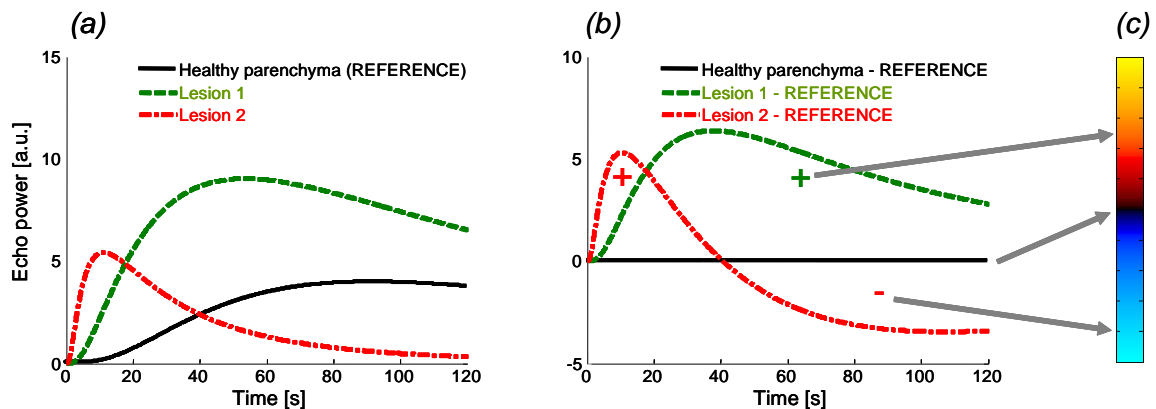 (a)
15
10
5
0
Echo power [a.u.]
Healthy parenchyma (REFERENCE)
Lesion 1
Lesion 2
0 20 40 60 80 100 120
Time [s]
(b)
10
5
0
-5
Healthy parenchyma - REFERENCE
Lesion 1 - REFERENCE
Lesion 2 - REFERENCE
+
+
-
0 20 40 60 80 100 120
Time [s]
(c)